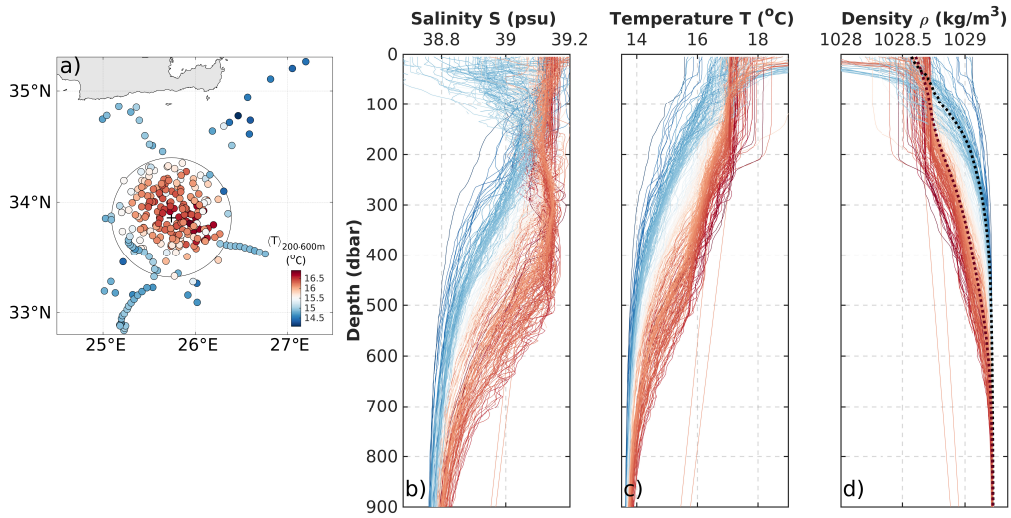 Salinity S (psu)
38.8 39 39.2
Temperature T (°C)
14 16 18
Density ρ (kg/m³)
1028 1028.5 1029
a)
35°N
34°N
33°N
25°E 26°E 27°E
⟨T⟩200-600m
(°C)
16.5
16
15.5
15
14.5
Depth (dbar)
0
100
200
300
400
500
600
700
800
900
b)
c)
d)